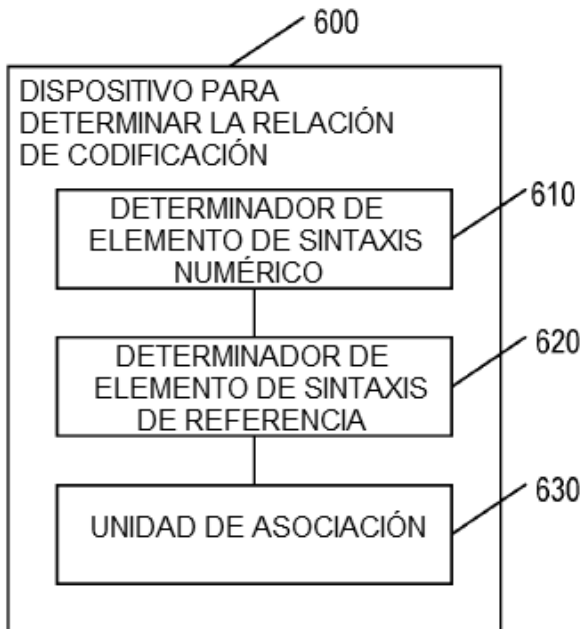 600
DISPOSITIVO PARA
DETERMINAR LA RELACIÓN
DE CODIFICACIÓN
610
DETERMINADOR DE
ELEMENTO DE SINTAXIS
NUMÉRICO
620
DETERMINADOR DE
ELEMENTO DE SINTAXIS
DE REFERENCIA
630
UNIDAD DE ASOCIACIÓN